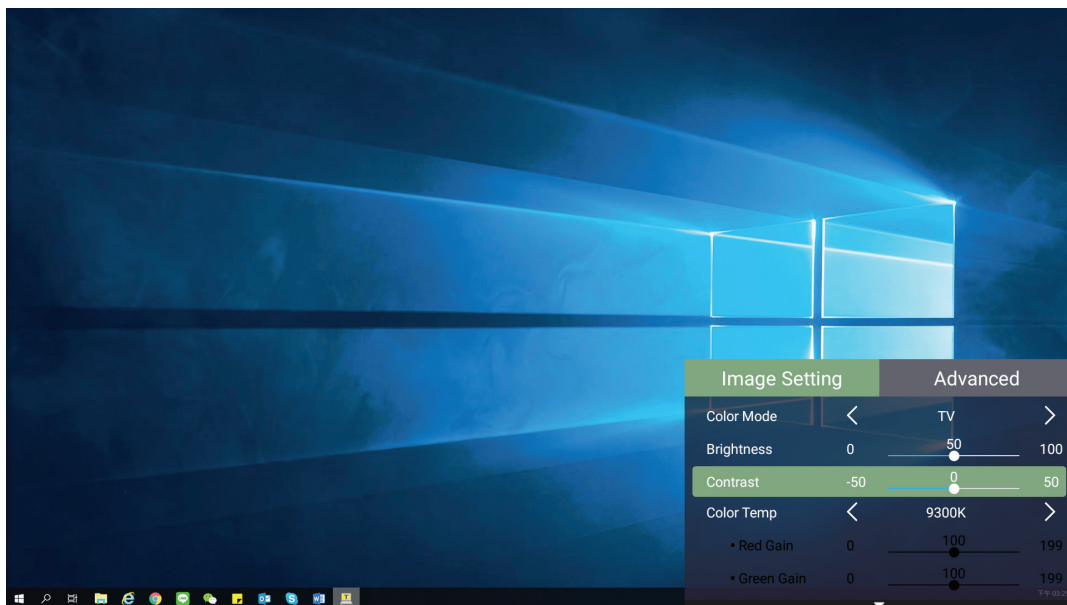 Image Setting Advanced
Color Mode TV
Brightness 0 50 100
Contrast -50 0 50
Color Temp 9300K
• Red Gain 0 100 199
• Green Gain 0 100 199